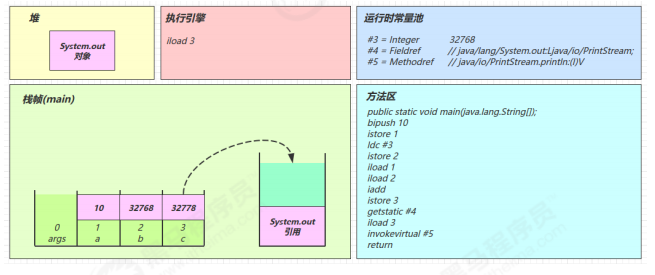 堆
System.out
对象
执行引擎
iload 3
运行时常量池
#3 = Integer 32768
#4 = Fieldref // java/lang/System.out:Ljava/io/PrintStream;
#5 = Methodref // java/io/PrintStream.println:(I)V
栈帧(main)
10 32768 32778
0 1 2 3
args a b c
System.out
引用
方法区
public static void main(java.lang.String[]);
bipush 10
istore 1
ldc #3
istore 2
iload 1
iload 2
iadd
istore 3
getstatic #4
iload 3
invokevirtual #5
return